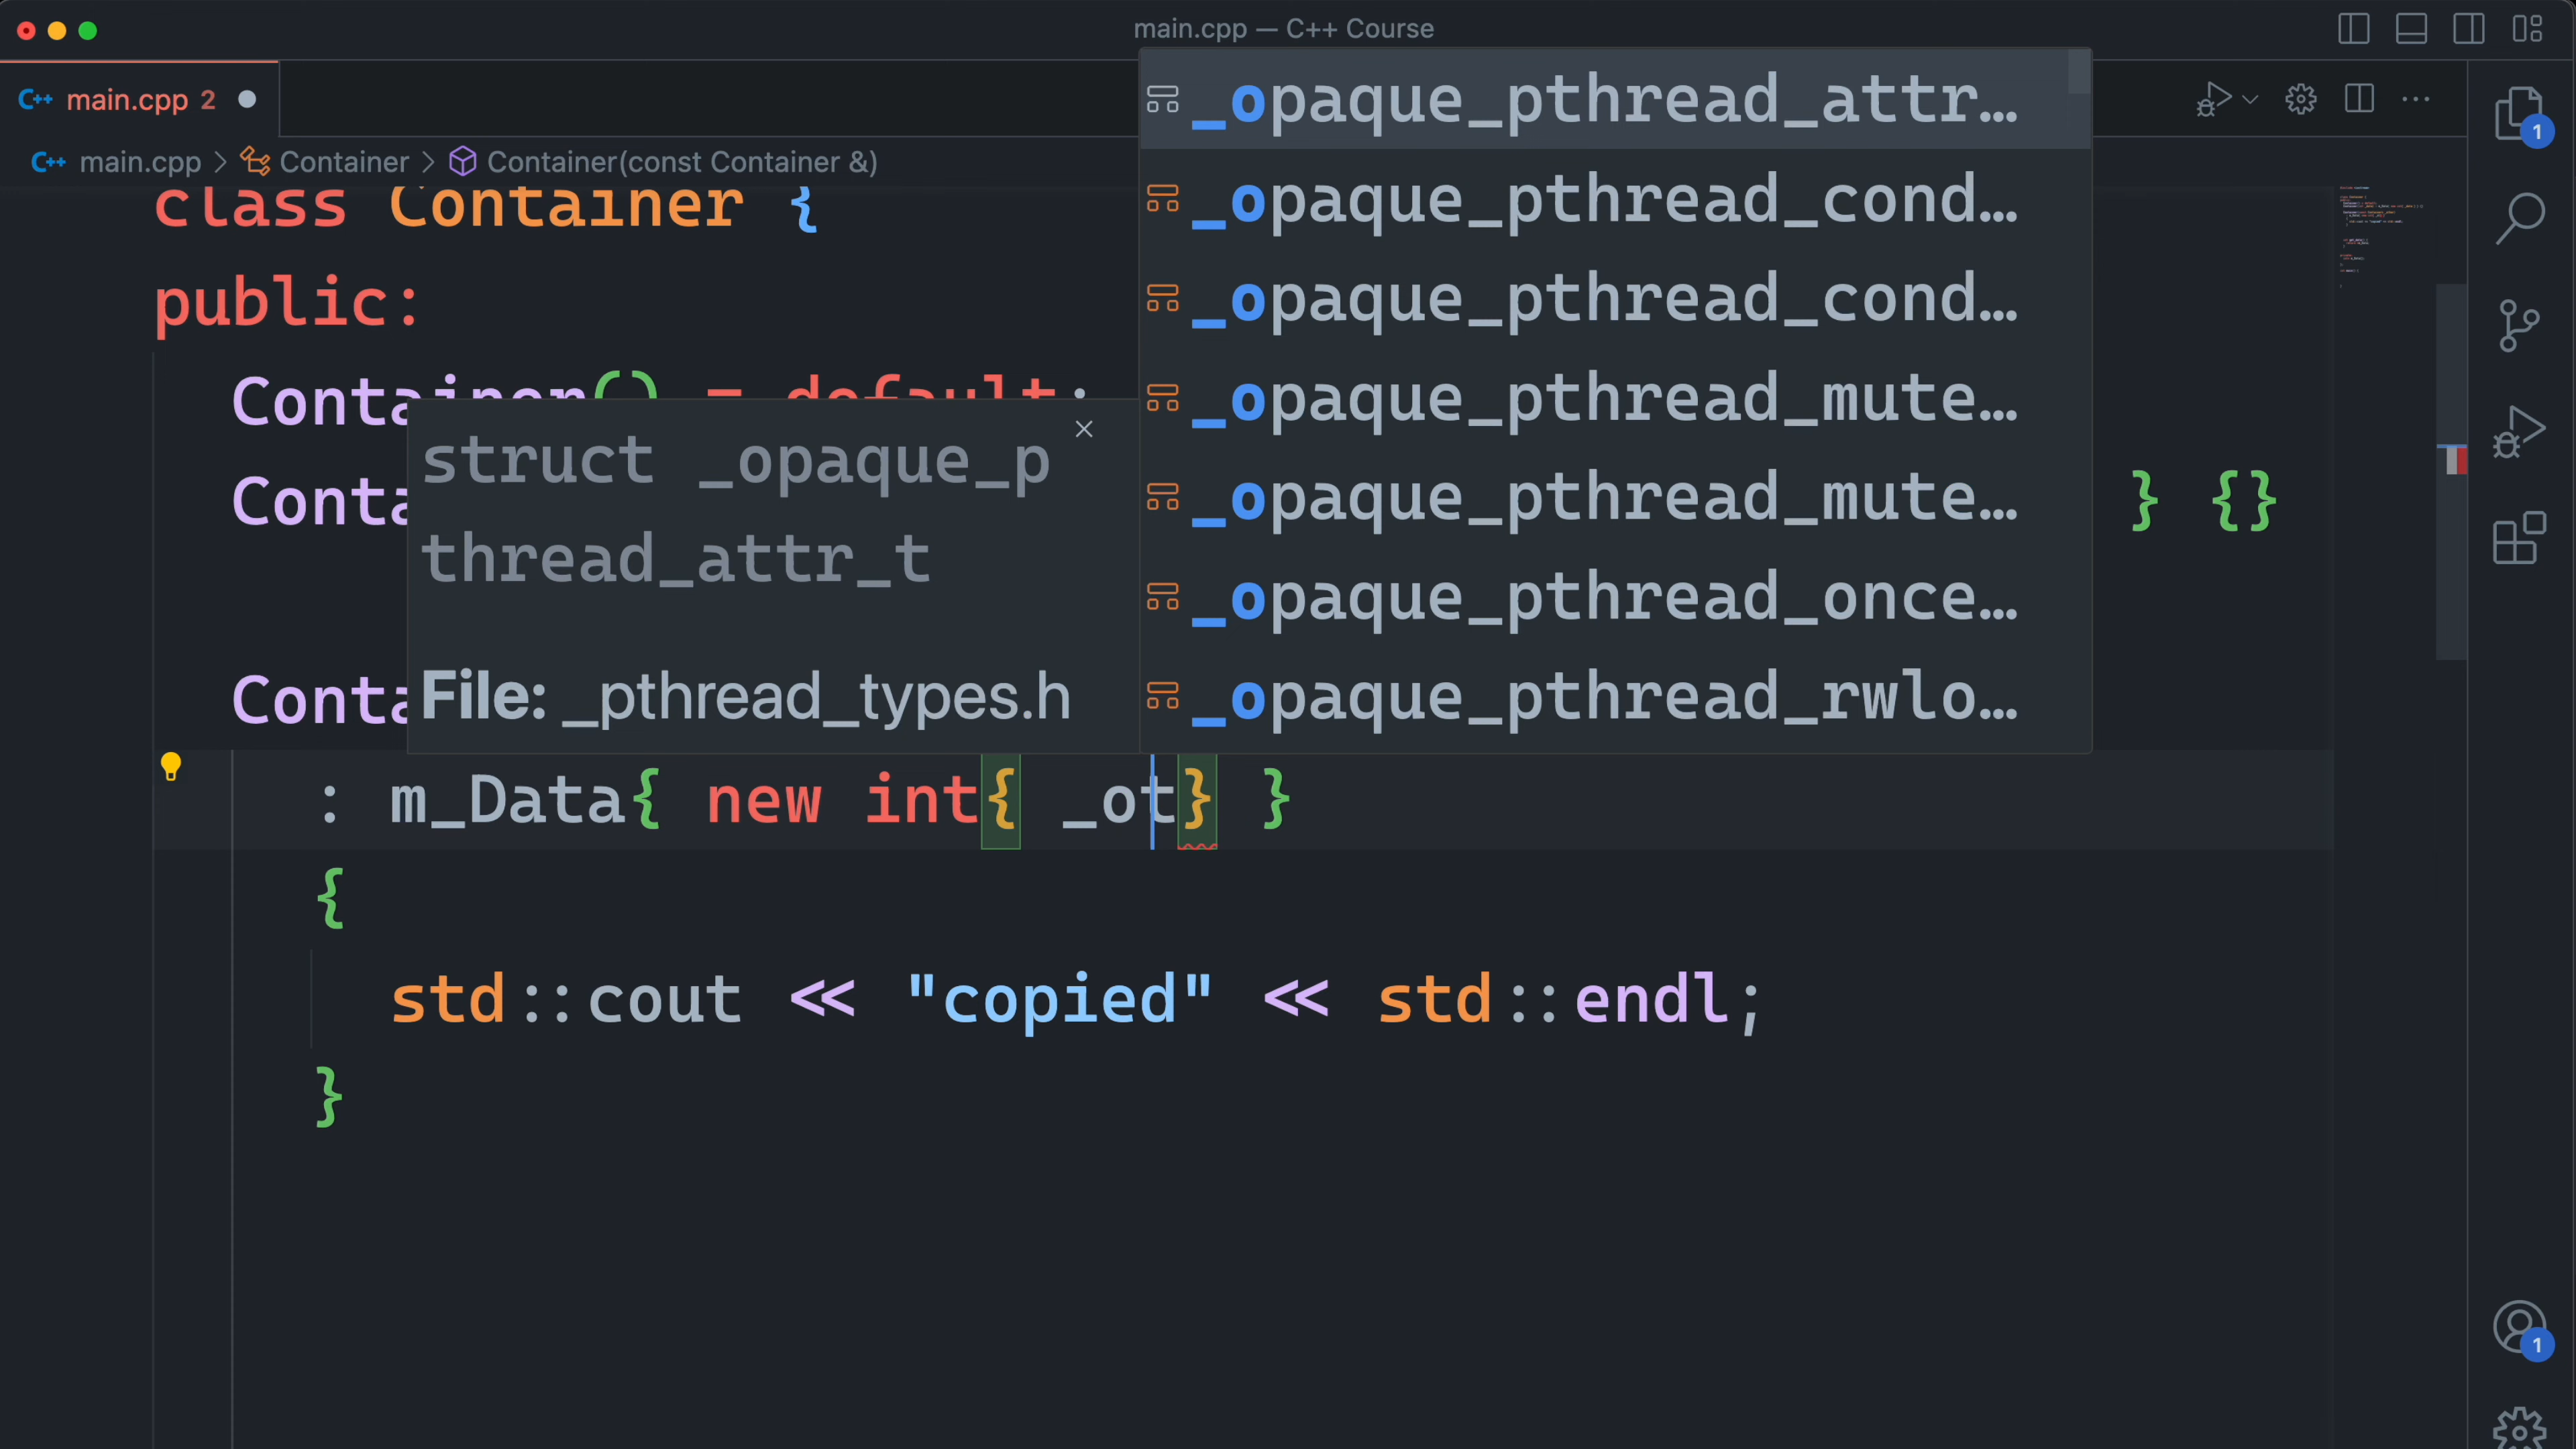 main.cpp — C++ Course
C++ main.cpp 2
C++ main.cpp > Container > Container(const Container &)
class Container {
public:
Container() = default;
Conta
} {}
Conta
_opaque_pthread_attr…
_opaque_pthread_cond…
_opaque_pthread_cond…
_opaque_pthread_mute…
_opaque_pthread_mute…
_opaque_pthread_once…
_opaque_pthread_rwlo…
struct _opaque_p
thread_attr_t
File: _pthread_types.h
: m_Data{ new int{ _ot} }
{
std::cout << "copied" << std::endl;
}
1
1